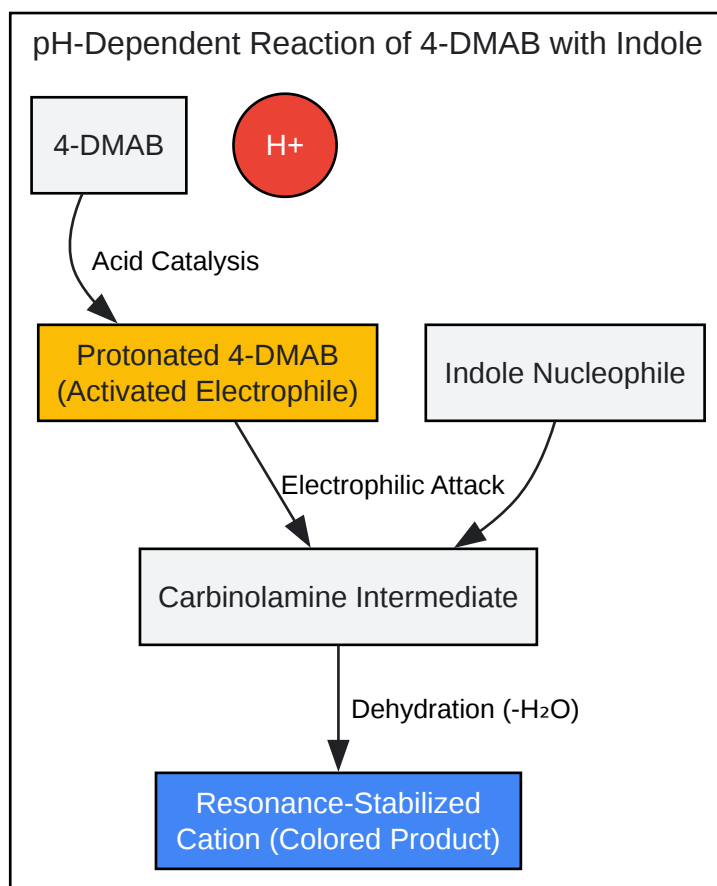 pH-Dependent Reaction of 4-DMAB with Indole
4-DMAB
H+
Acid Catalysis
Protonated 4-DMAB
(Activated Electrophile)
Indole Nucleophile
Electrophilic Attack
Carbinolamine Intermediate
Dehydration (-H₂O)
Resonance-Stabilized
Cation (Colored Product)